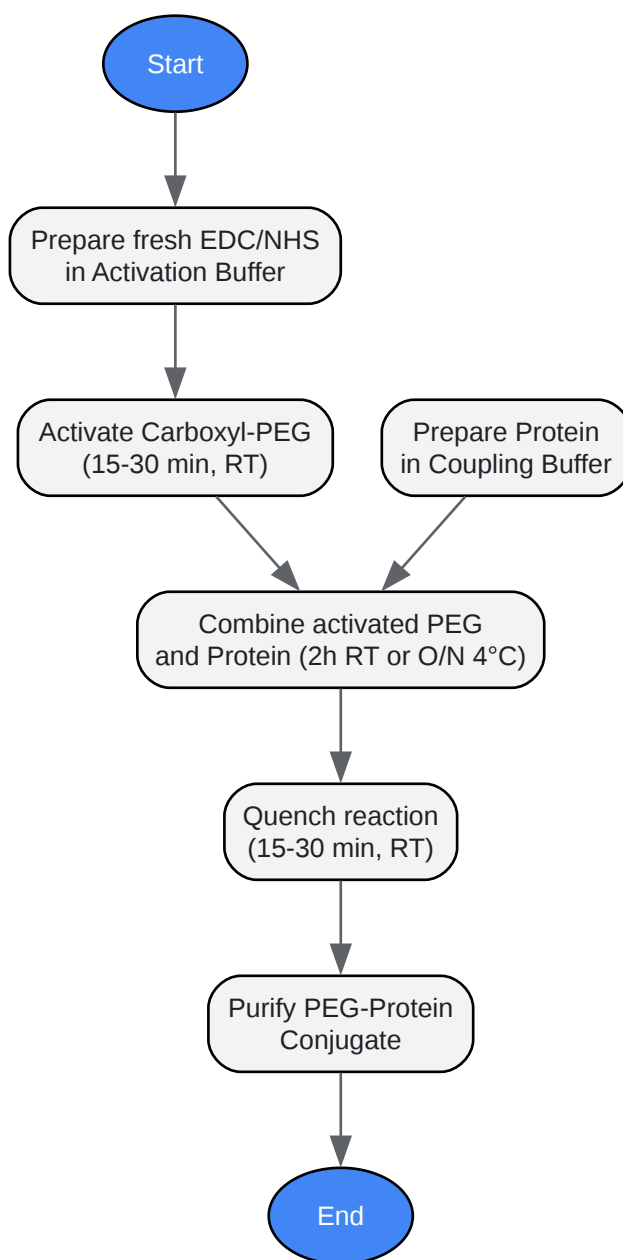 Start
Prepare fresh EDC/NHS
in Activation Buffer
Activate Carboxyl-PEG
(15-30 min, RT)
Prepare Protein
in Coupling Buffer
Combine activated PEG
and Protein (2h RT or O/N 4°C)
Quench reaction
(15-30 min, RT)
Purify PEG-Protein
Conjugate
End